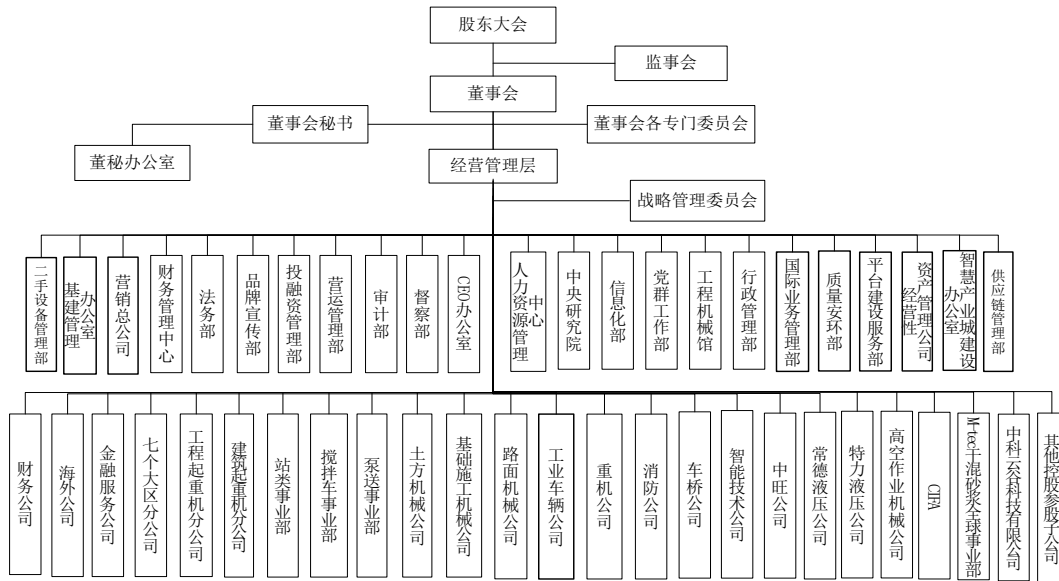 股东大会
监事会
董事会
董事会秘书
董事会各专门委员会
董秘办公室
经营管理层
战略管理委员会
二手设备管理部
基建管理
办公室
营销总公司
财务管理中心
法务部
品牌宣传部
投融资管理部
营运管理部
审计部
督察部
CEO办公室
人力资源管理
中心
中央研究院
信息化部
党群工作部
工程机械馆
行政管理部
国际业务管理部
质量安环部
平台建设服务部
经营性
资产管理公司
办公室
智慧产业城建设
供应链管理部
财务公司
海外公司
金融服务公司
七个大区分公司
工程起重机分公司
建筑起重机分公司
站类事业部
搅拌车事业部
泵送事业部
土方机械公司
基础施工机械公司
路面机械公司
工业车辆公司
重机公司
消防公司
车桥公司
智能技术公司
中旺公司
常德液压公司
特力液压公司
高空作业机械公司
CIFA
M-tec干混砂浆全球事业部
中科云谷科技有限公司
其他控股参股子公司